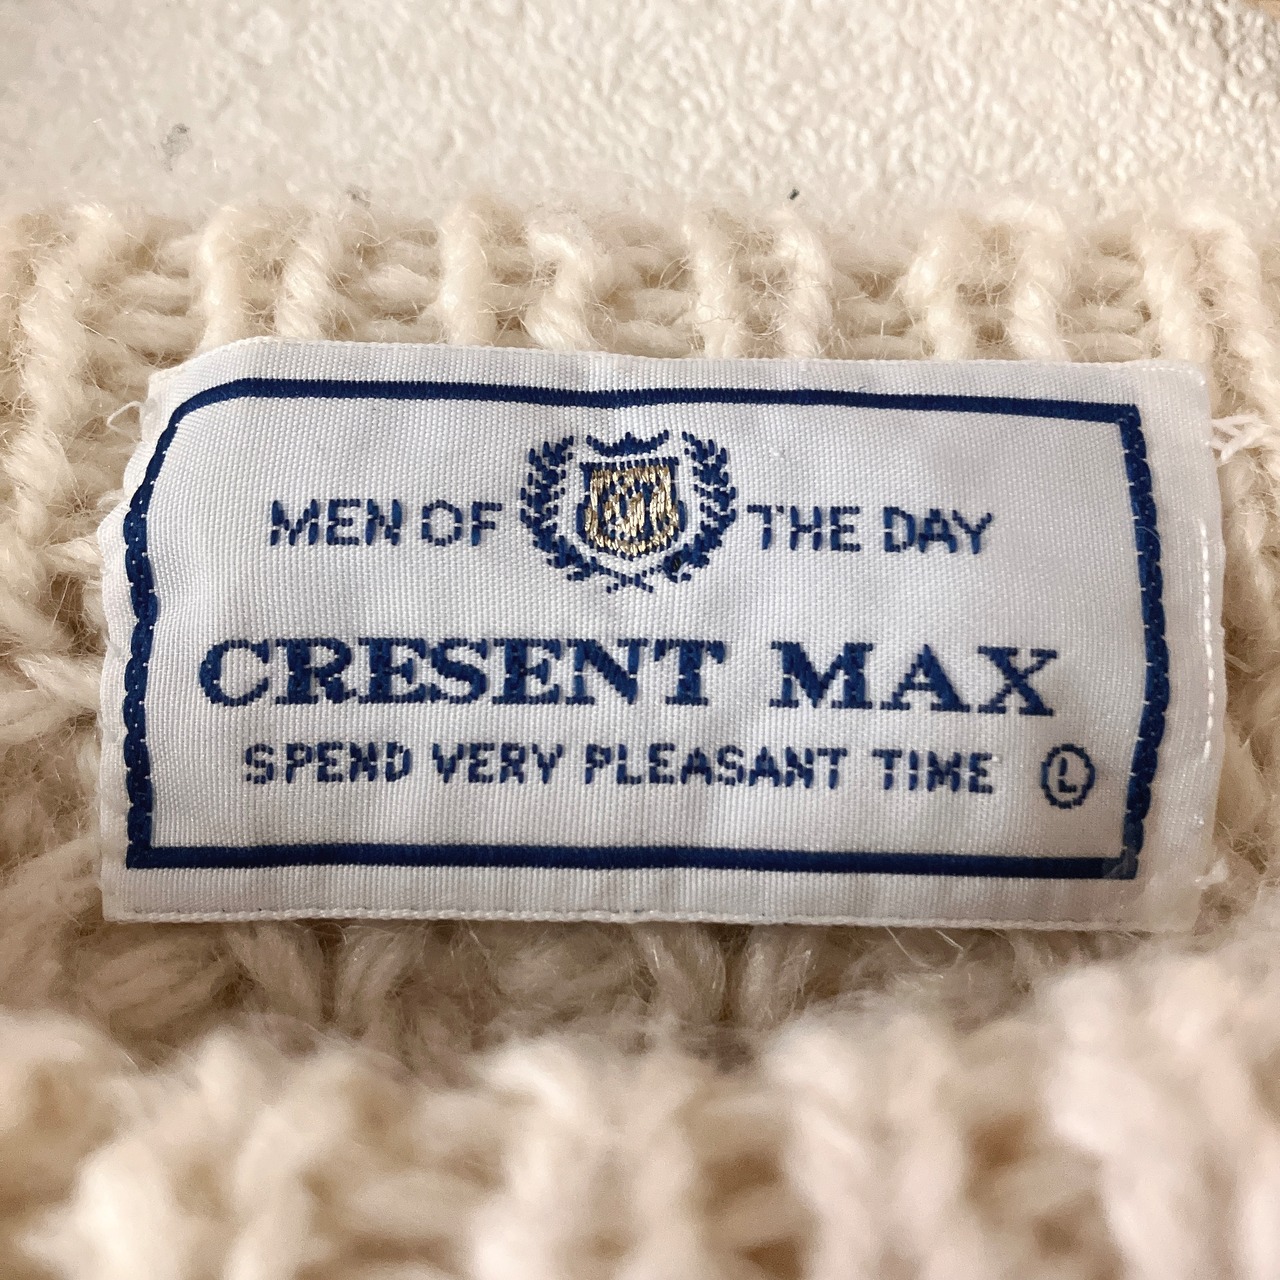 MEN OF THE DAY
CRESENT MAX
SPEND VERY PLEASANT TIME L